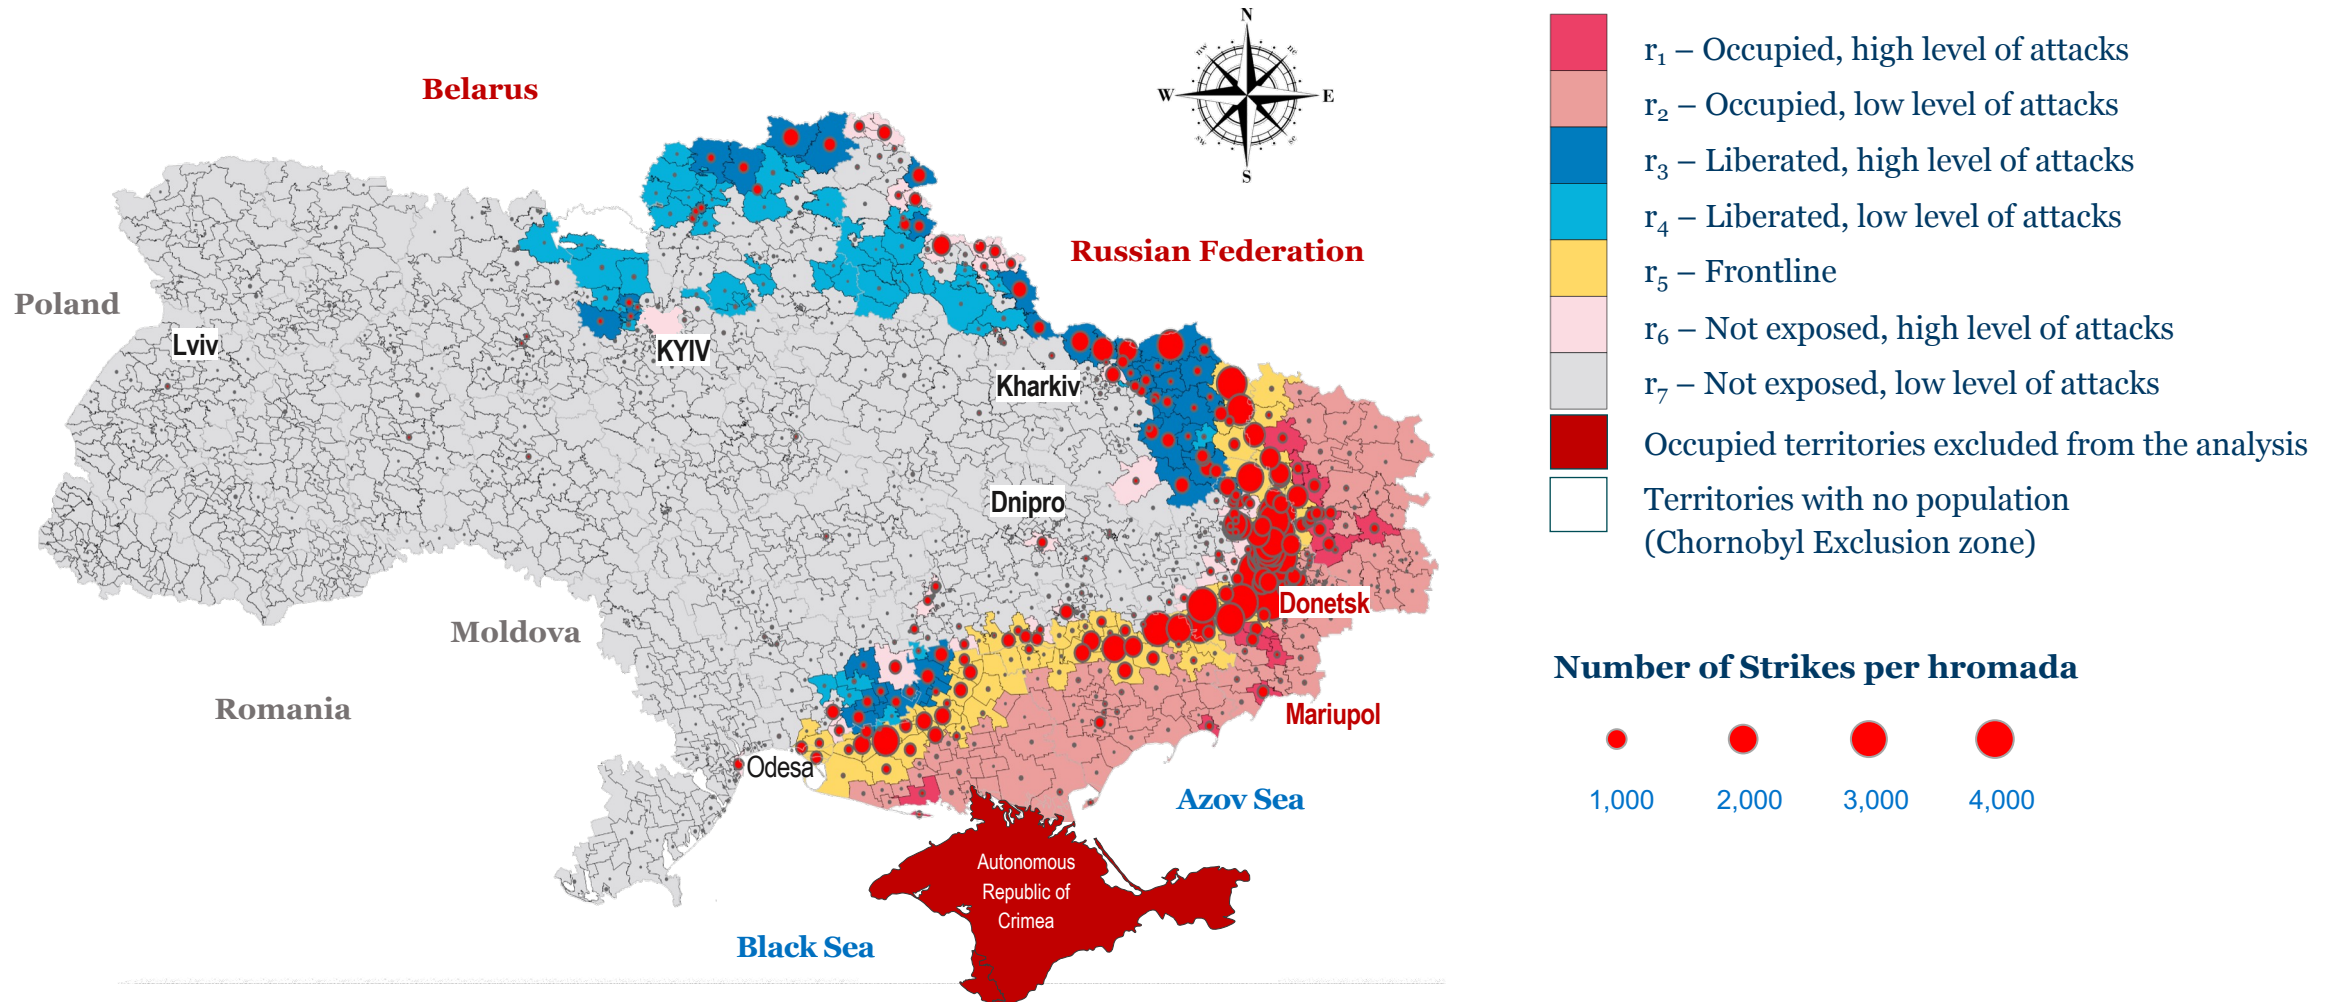 N
nw
ne
W
E
sw
se
S
Belarus
Russian Federation
Poland
Lviv
KYIV
Kharkiv
Dnipro
Donetsk
Moldova
Romania
Mariupol
Odesa
Azov Sea
Autonomous
Republic of
Crimea
Black Sea
r₁ – Occupied, high level of attacks
r₂ – Occupied, low level of attacks
r₃ – Liberated, high level of attacks
r₄ – Liberated, low level of attacks
r₅ – Frontline
r₆ – Not exposed, high level of attacks
r₇ – Not exposed, low level of attacks
Occupied territories excluded from the analysis
Territories with no population
(Chornobyl Exclusion zone)
Number of Strikes per hromada
1,000 2,000 3,000 4,000